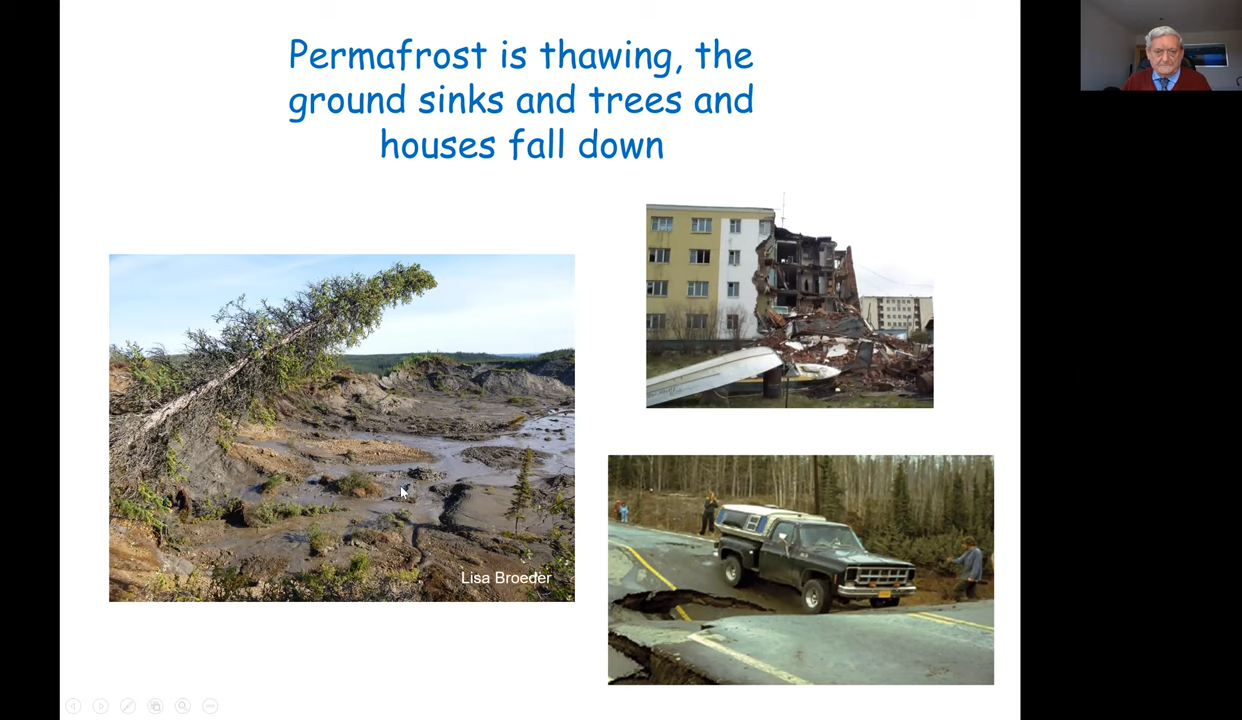 Permafrost is thawing, the
ground sinks and trees and
houses fall down
Lisa Broeder